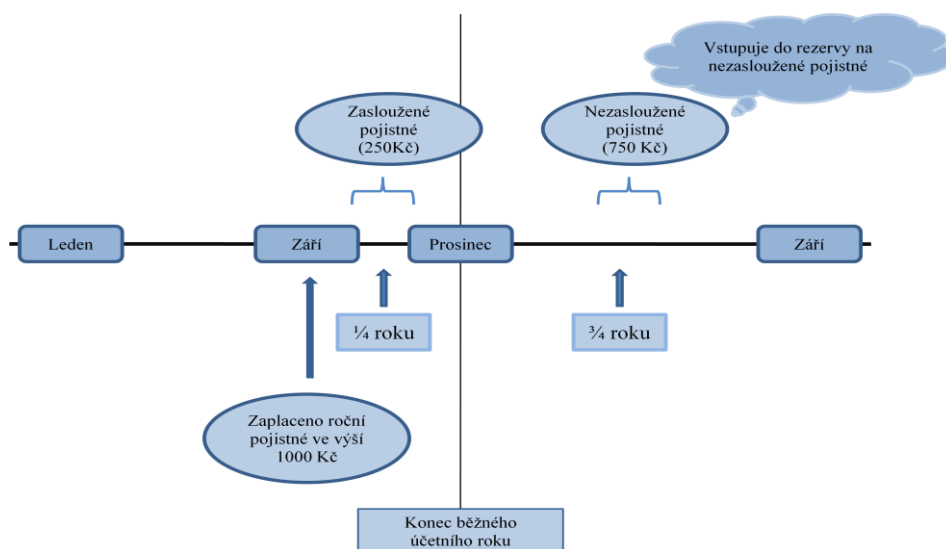 Vstupuje do rezervy na
nezasloužené pojistné
Zasloužené
pojistné
(250Kč)
Nezasloužené
pojistné
(750 Kč)
Leden
Září
Prosinec
Září
¼ roku
¾ roku
Zaplaceno roční
pojistné ve výší
1000 Kč
Konec běžného
účetního roku